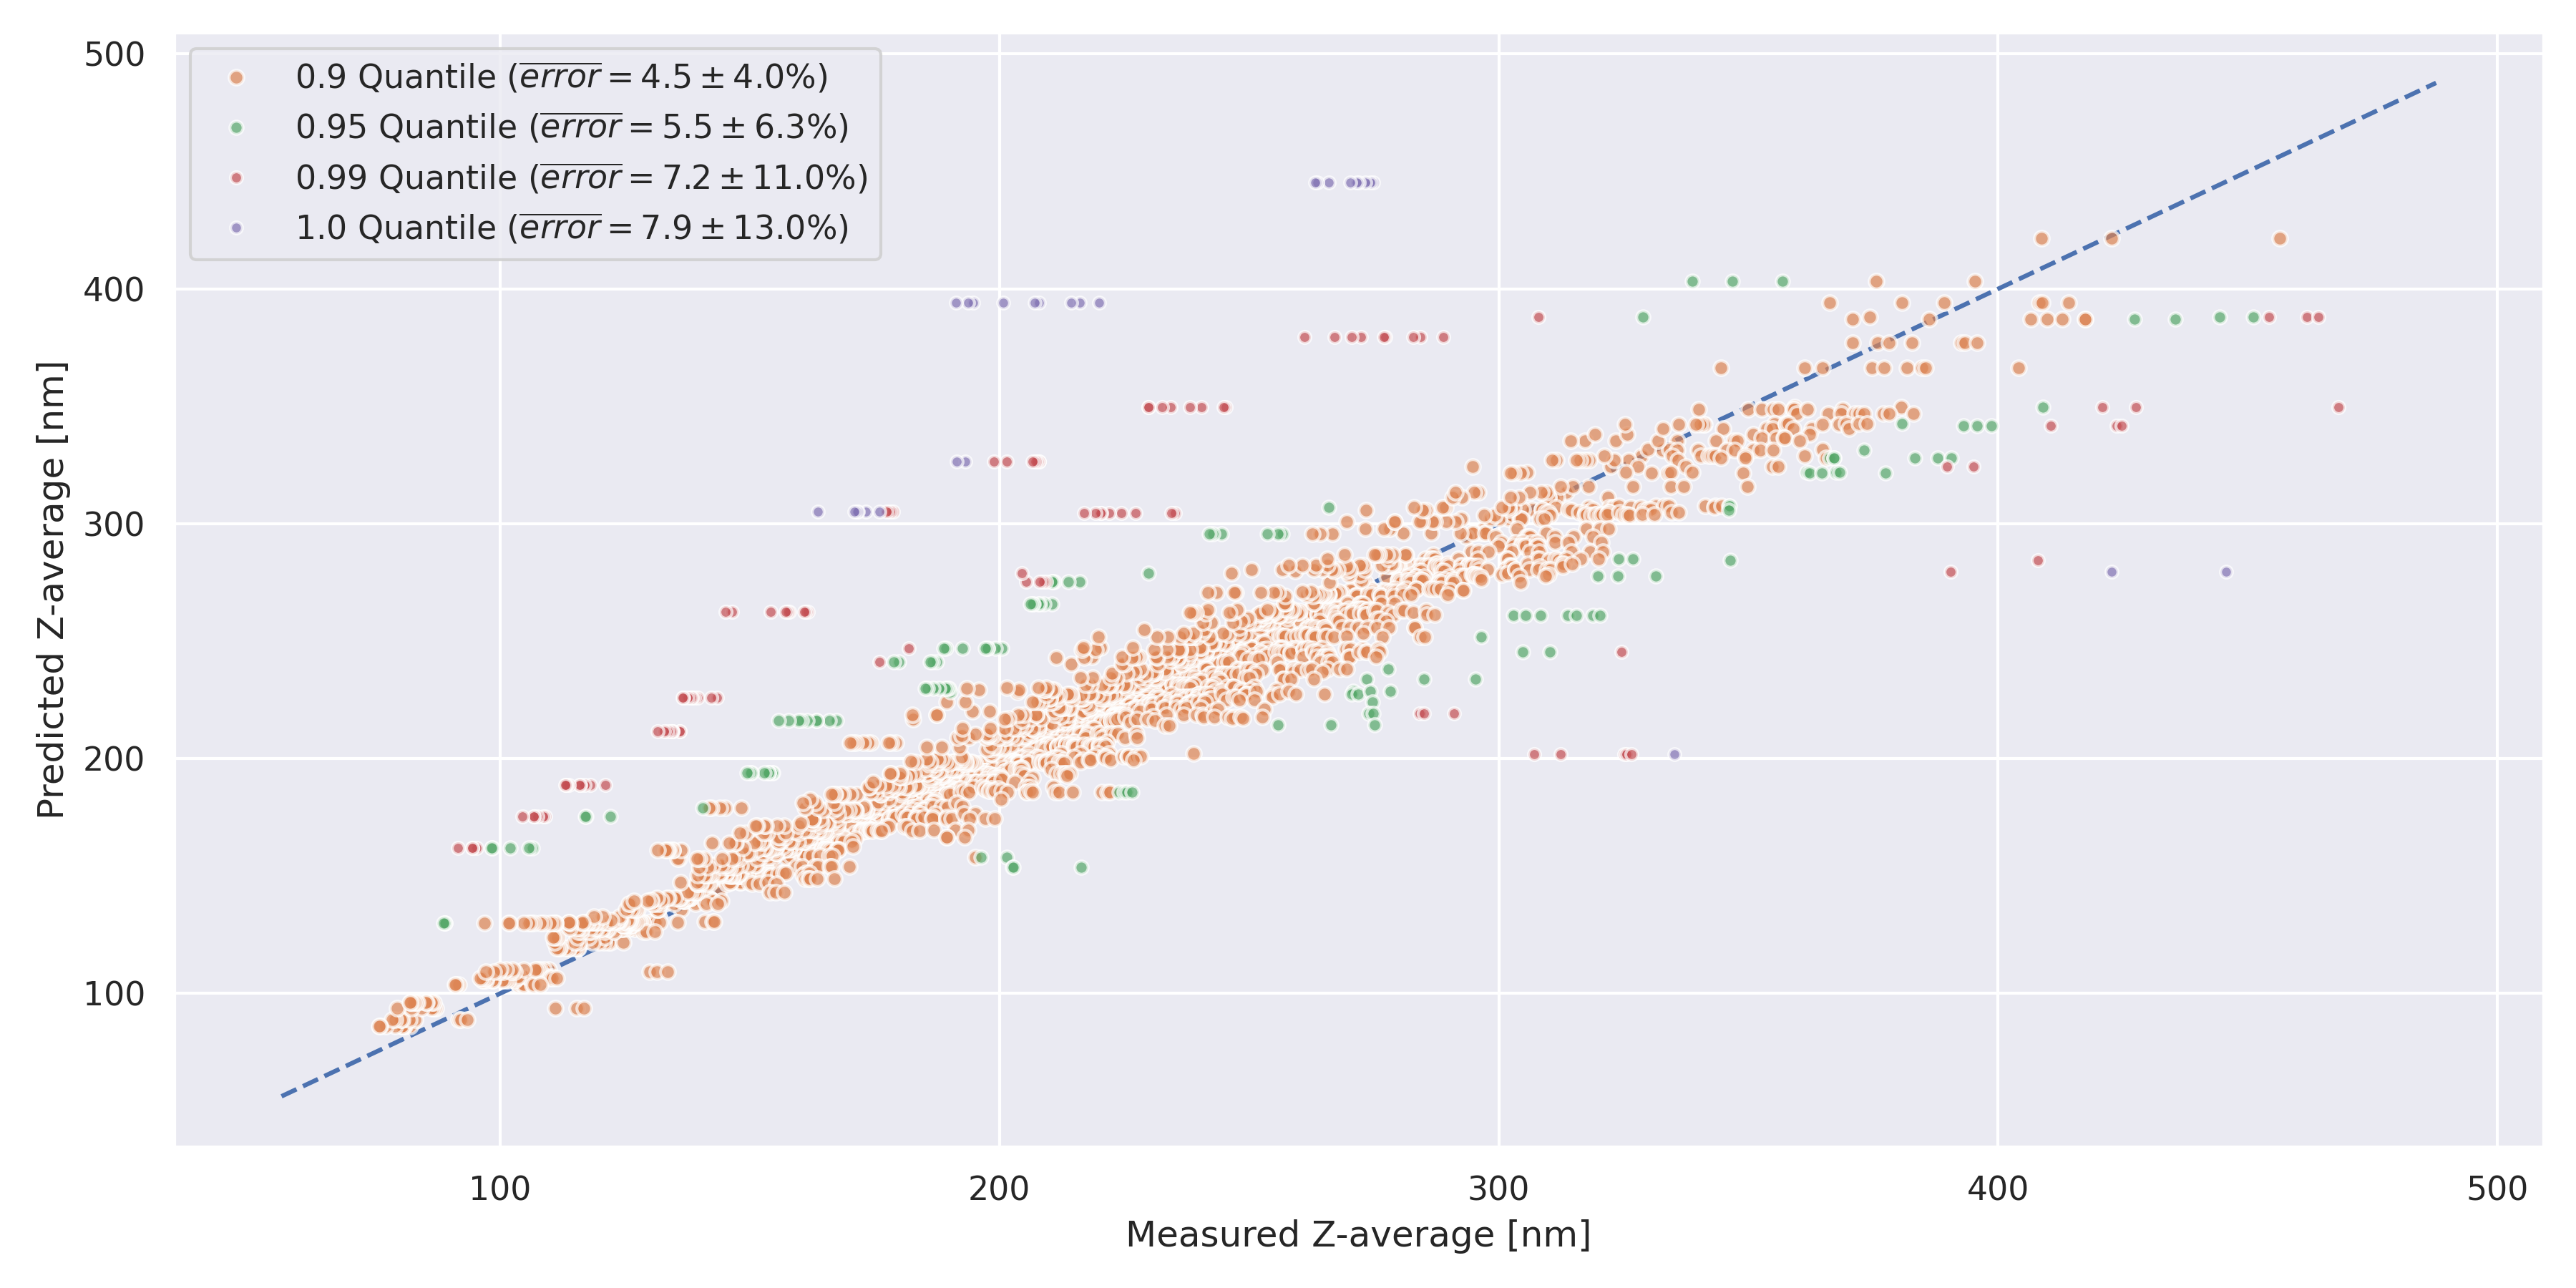 0.9 Quantile (error = 4.5 ± 4.0%)
0.95 Quantile (error = 5.5 ± 6.3%)
0.99 Quantile (error = 7.2 ± 11.0%)
1.0 Quantile (error = 7.9 ± 13.0%)
500
400
300
200
100
Predicted Z-average [nm]
100 200 300 400 500
Measured Z-average [nm]